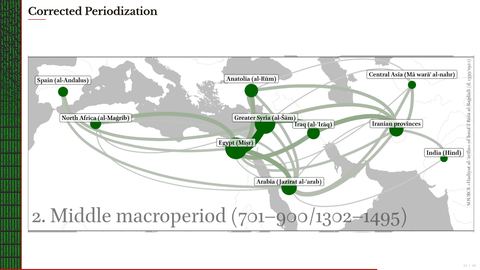 Corrected Periodization
Spain (al-Andalus)
Anatolia (al-Rūm)
Central Asia (Mā warāʾ al-nahr)
North Africa (al-Maġrib)
Greater Syria (al-Šām)
Iraq (al-ʿIrāq)
Iranian provinces
Egypt (Miṣr)
India (Hind)
Arabia (Jazīraŧ al-ʿarab)
2. Middle macroperiod (701–900/1302–1495)